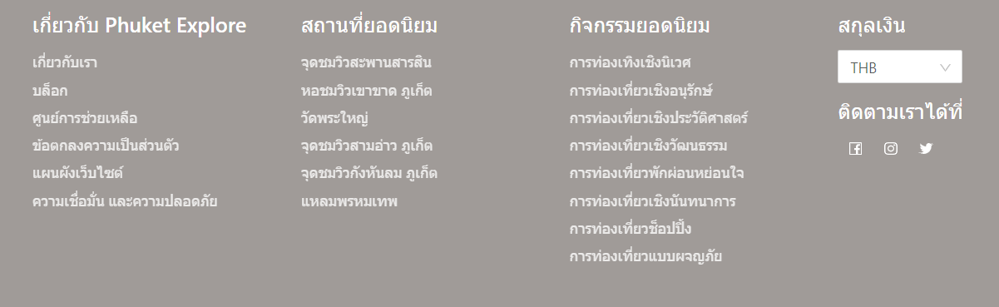 เกี่ยวกับ Phuket Explore
เกี่ยวกับเรา
บล็อก
ศูนย์การช่วยเหลือ
ข้อตกลงความเป็นส่วนตัว
แผนผังเว็บไซต์
ความเชื่อมั่น และความปลอดภัย
สถานที่ยอดนิยม
จุดชมวิวสะพานสารสิน
หอชมวิวเขาขาด ภูเก็ต
วัดพระใหญ่
จุดชมวิวสามอ่าว ภูเก็ต
จุดชมวิวกังหันลม ภูเก็ต
แหลมพรหมเทพ
กิจกรรมยอดนิยม
การท่องเทิงเชิงนิเวศ
การท่องเที่ยวเชิงอนุรักษ์
การท่องเที่ยวเชิงประวัติศาสตร์
การท่องเที่ยวเชิงวัฒนธรรม
การท่องเที่ยวพักผ่อนหย่อนใจ
การท่องเที่ยวเชิงนันทนาการ
การท่องเที่ยวช็อปปิ้ง
การท่องเที่ยวแบบผจญภัย
สกุลเงิน
THB
ติดตามเราได้ที่